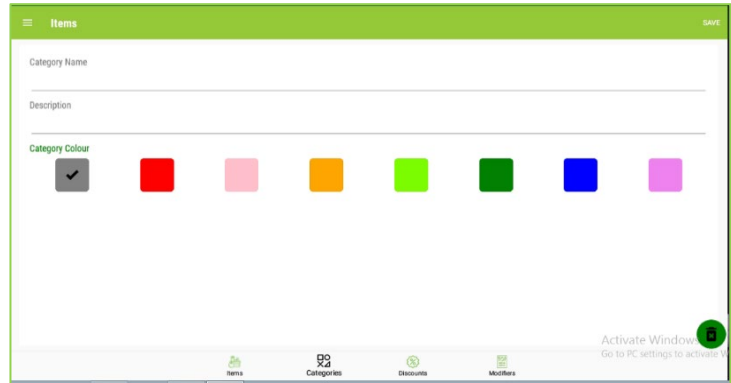 Items
SAVE
Category Name
Description
Category Colour
Activate Windows
Go to PC settings to activate W
Items
Categories
Discounts
Modifiers